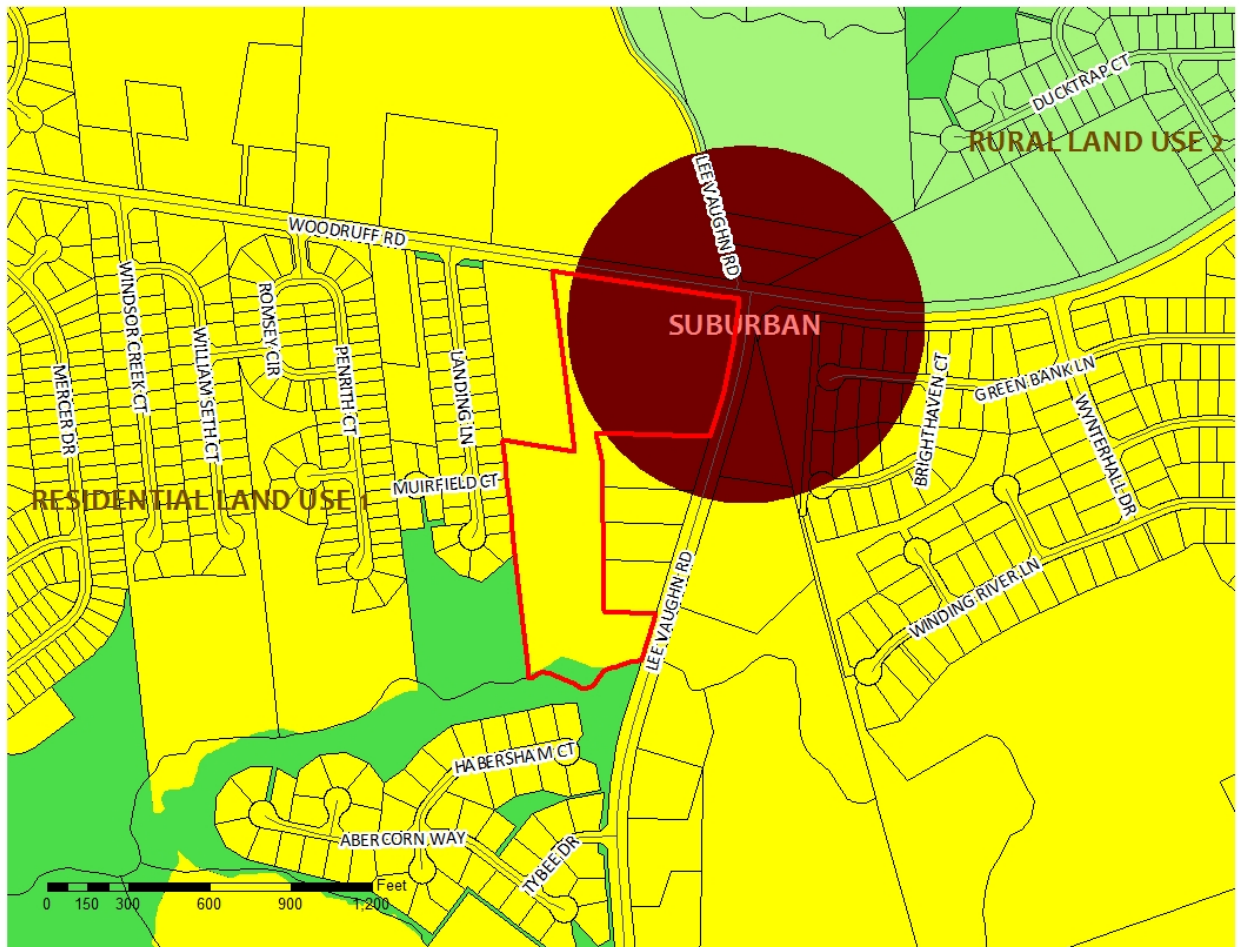 DUCKTRAP CT
RURAL LAND USE 2
LEE VAUGHN RD
WOODRUFF RD
SUBURBAN
WINDSOR CREEK CT
WILLIAM SETH CT
ROMSEY CIR
PENRITH CT
LANDING LN
MERCER DR
GREEN BANK LN
BRIGHTHAVEN CT
WYNTERHALL DR
MUIRFIELD CT
RESIDENTIAL LAND USE 1
WINDING RIVER LN
LEE VAUGHN RD
HABERSHAM CT
ABERCORN WAY
TYBEE DR
Feet
0 150 300 600 900 1,200